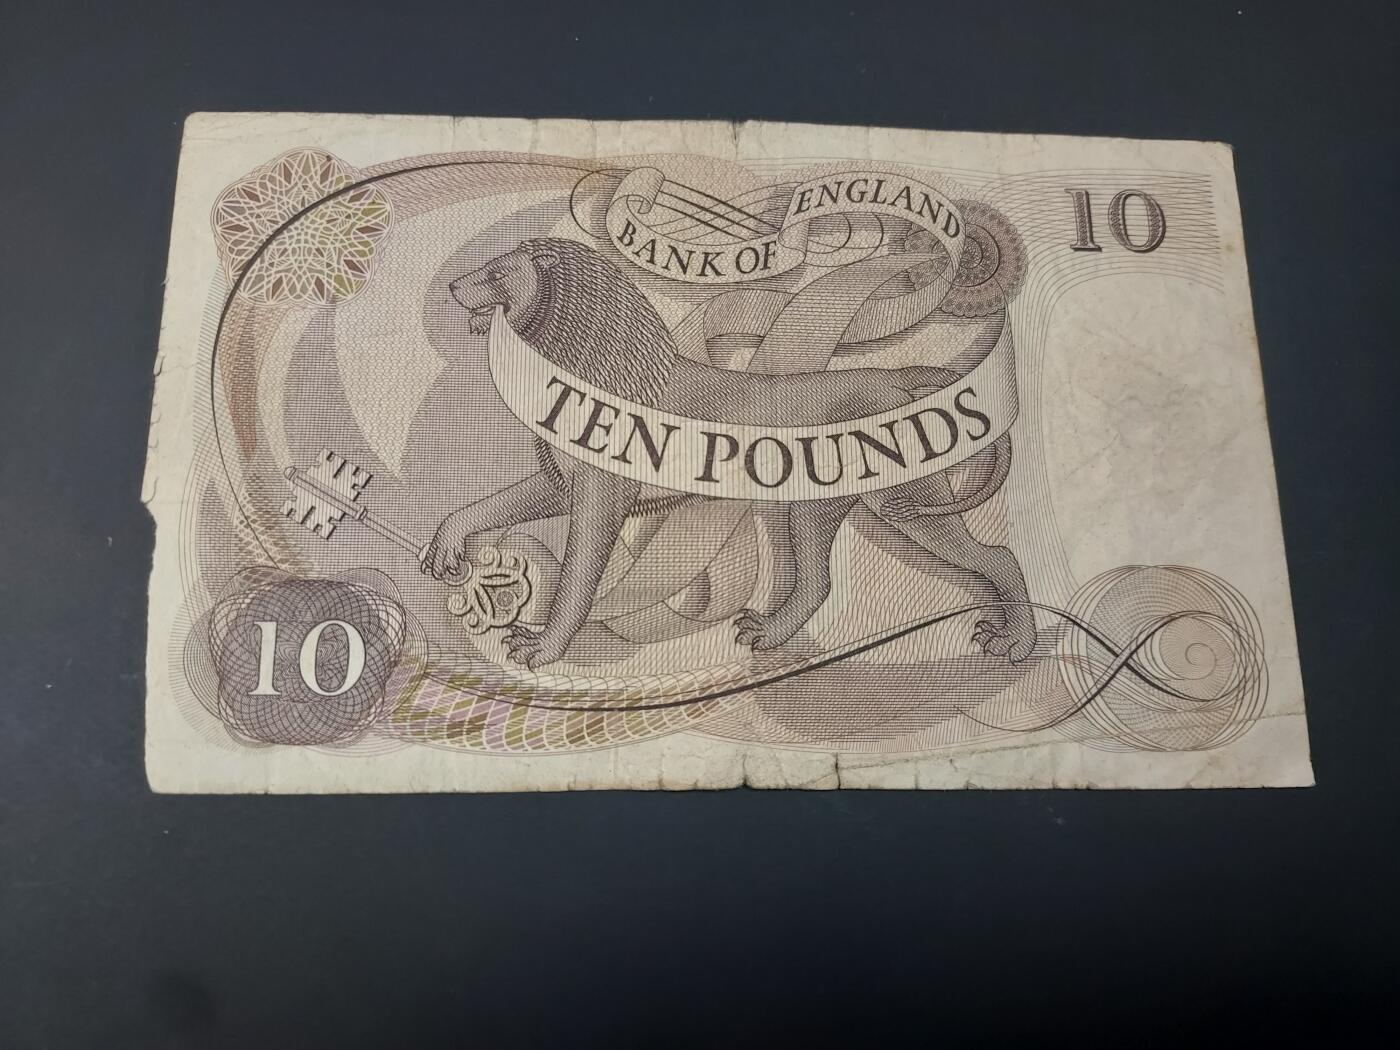 BANK OF ENGLAND
10
TEN POUNDS
10